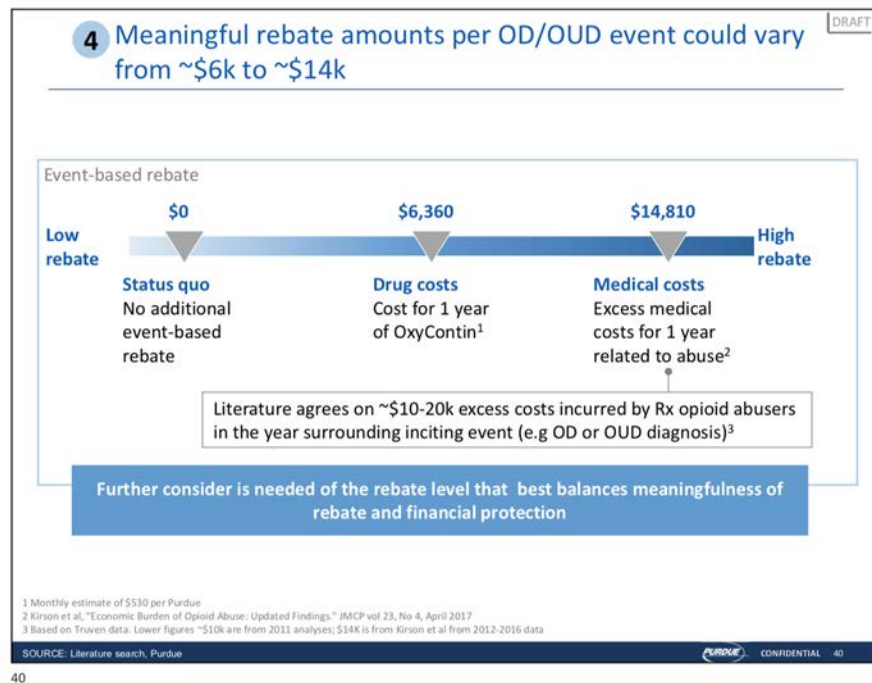 DRAFT
4 Meaningful rebate amounts per OD/OUD event could vary
from ~$6k to ~$14k
Event-based rebate
$0 $6,360 $14,810
Low
rebate
High
rebate
Status quo
No additional
event-based
rebate
Drug costs
Cost for 1 year
of OxyContin1
Medical costs
Excess medical
costs for 1 year
related to abuse2
Literature agrees on ~$10-20k excess costs incurred by Rx opioid abusers
in the year surrounding inciting event (e.g OD or OUD diagnosis)3
Further consider is needed of the rebate level that best balances meaningfulness of
rebate and financial protection
1 Monthly estimate of $530 per Purdue
2 Kirson et al, "Economic Burden of Opioid Abuse: Updated Findings." JMCP vol 23, No 4, April 2017
3 Based on Truven data. Lower figures ~$10k are from 2011 analyses; $14K is from Kirson et al from 2012-2016 data
SOURCE: Literature search, Purdue PURDUE CONFIDENTIAL 40
40